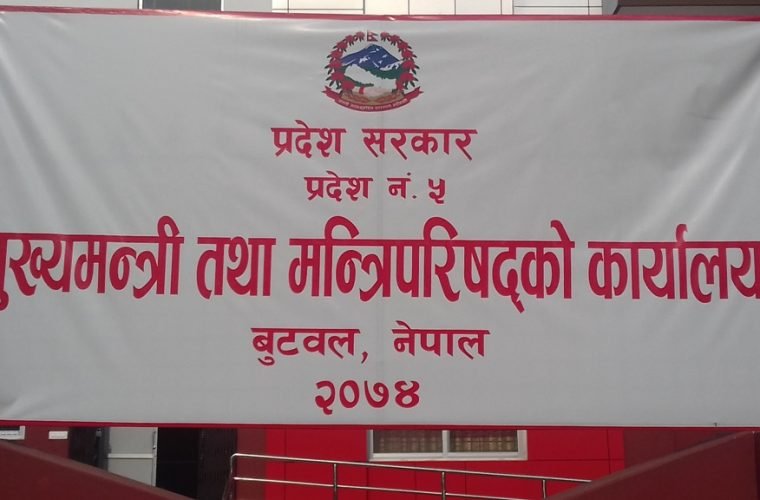 प्रदेश सरकार
प्रदेश नं. ५
मुख्यमन्त्री तथा मन्त्रिपरिषद्को कार्यालय
बुटवल, नेपाल
२०७४